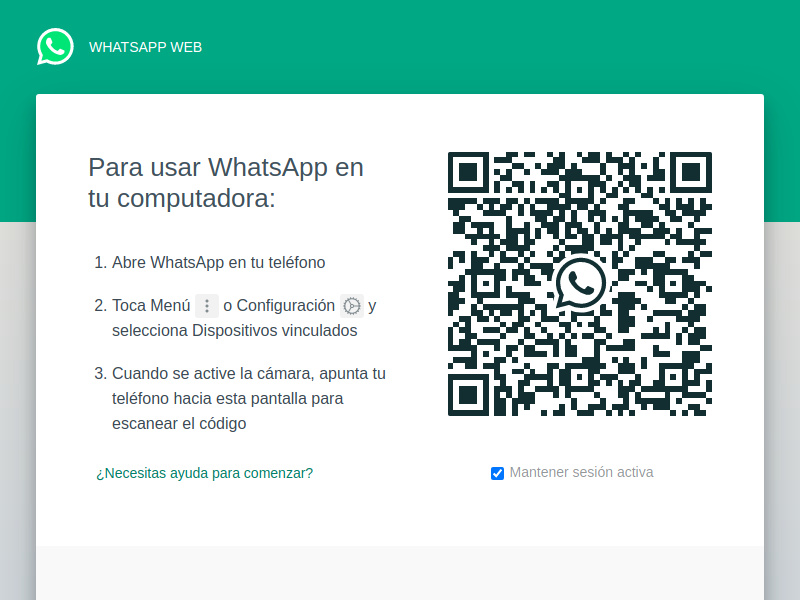 WHATSAPP WEB
Para usar WhatsApp en
tu computadora:
1. Abre WhatsApp en tu teléfono
2. Toca Menú o Configuración y
selecciona Dispositivos vinculados
3. Cuando se active la cámara, apunta tu
teléfono hacia esta pantalla para
escanear el código
¿Necesitas ayuda para comenzar?
Mantener sesión activa